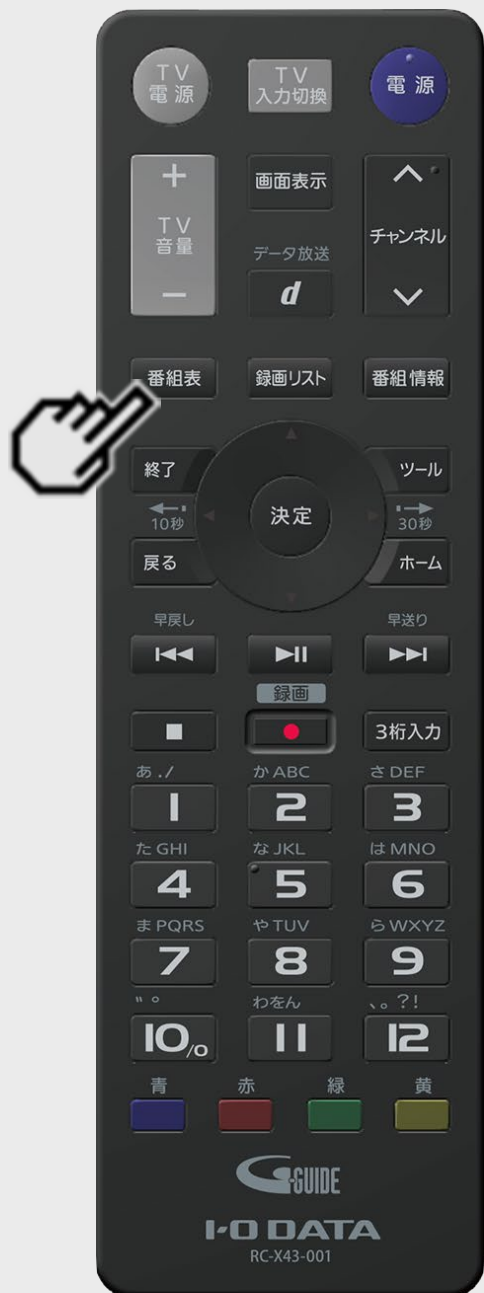 TV
電源
TV
入力切換
電源
+
TV
音量
−
画面表示
データ放送
d
チャンネル
番組表
録画リスト
番組情報
終了
ツール
10秒
決定
30秒
戻る
ホーム
早戻し
早送り
録画
3桁入力
あ./
かABC
さDEF
1
2
3
たGHI
なJKL
はMNO
4
5
6
まPQRS
やTUV
らWXYZ
7
8
9
゛゜
わをん
、。?!
10/0
11
12
青
赤
緑
黄
G-GUIDE
I-O DATA
RC-X43-001